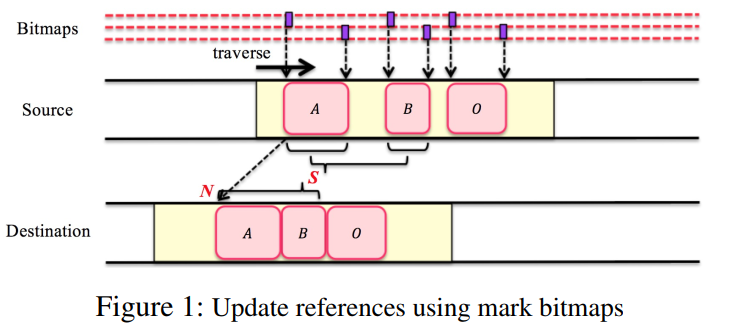 Bitmaps
traverse
Source
A
B
O
S
N
Destination
A
B
O
Figure 1: Update references using mark bitmaps